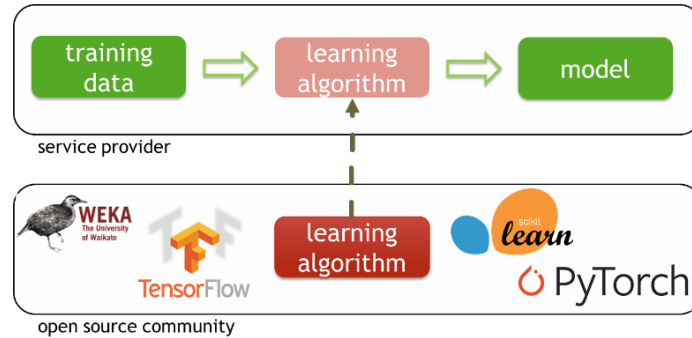 training
data
learning
algorithm
model
service provider
WEKA
The University
of Waikato
TF
TensorFlow
learning
algorithm
scikit
learn
PyTorch
open source community